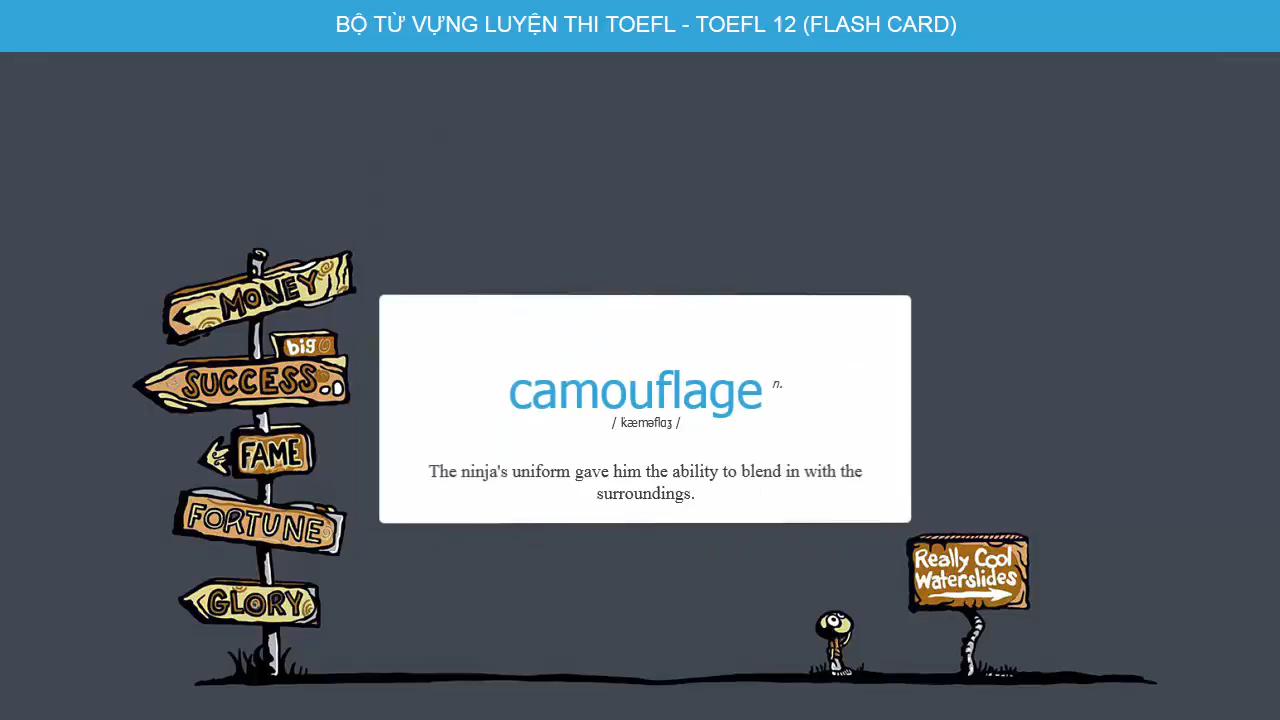 BỘ TỪ VỰNG LUYỆN THI TOEFL - TOEFL 12 (FLASH CARD)
MONEY
big
SUCCESS
FAME
FORTUNE
GLORY
camouflage n.
/ kæməflɑʒ /
The ninja's uniform gave him the ability to blend in with the
surroundings.
Really Cool
Waterslides